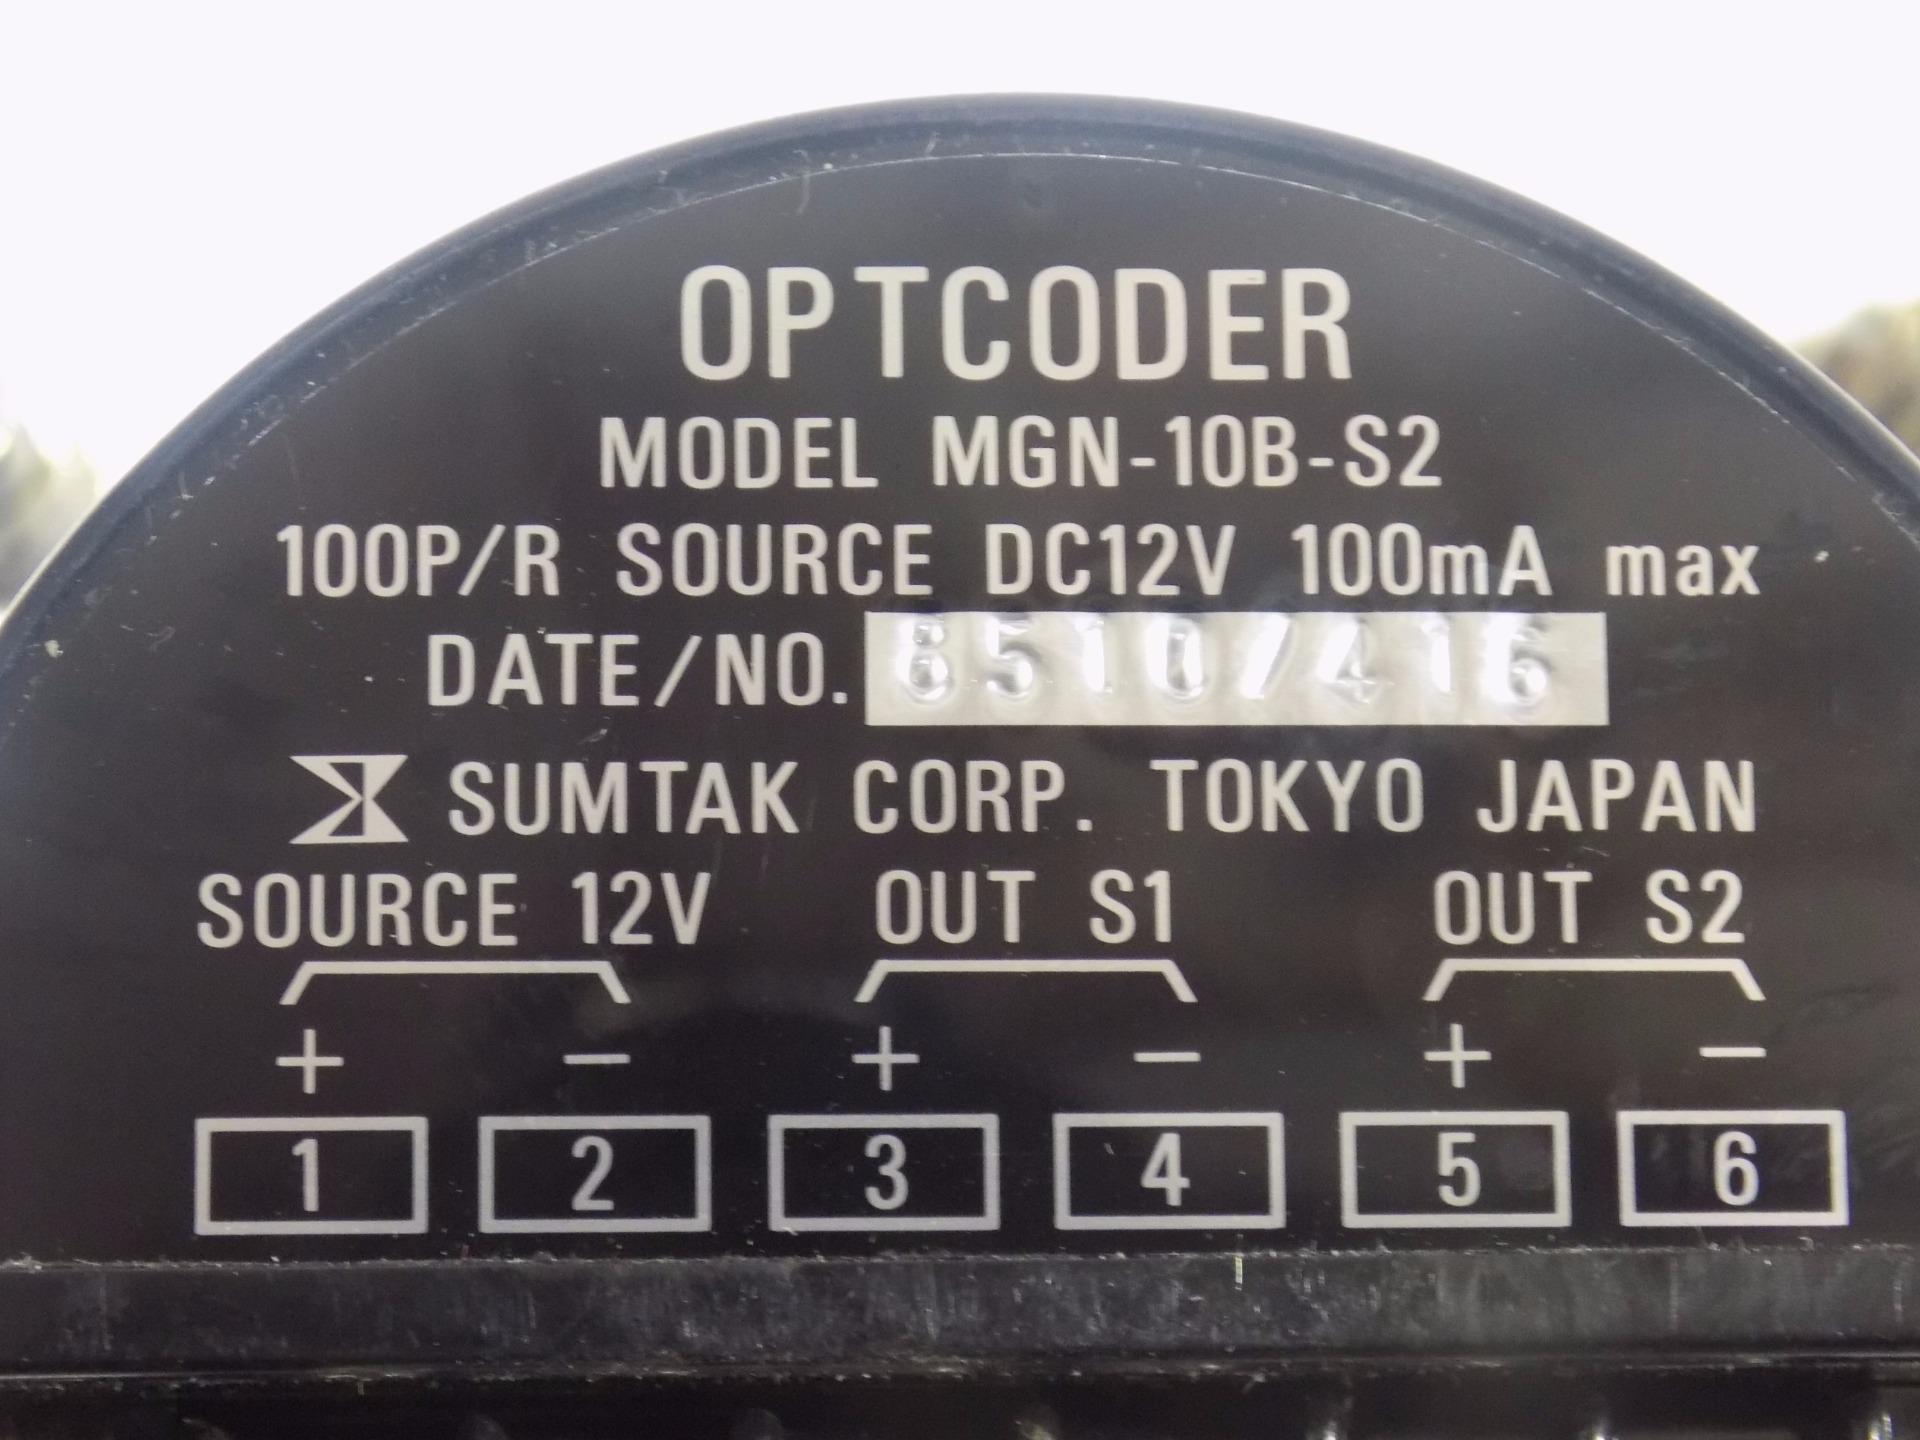 OPTCODER
MODEL MGN-10B-S2
100P/R SOURCE DC12V 100mA max
DATE/NO. 8510/416
SUMTAK CORP. TOKYO JAPAN
SOURCE 12V OUT S1 OUT S2
+ − + − + −
1 2 3 4 5 6